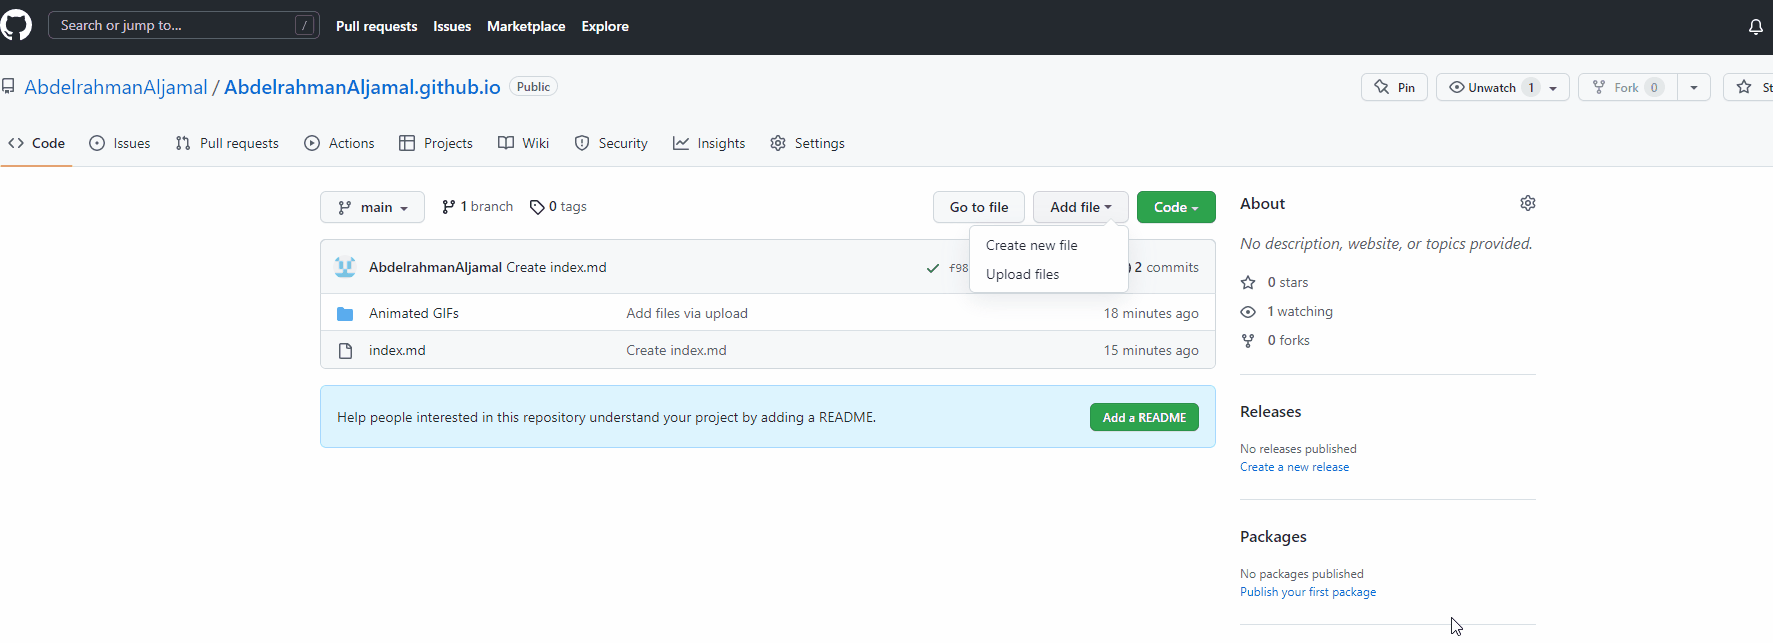 Search or jump to... /
Pull requests Issues Marketplace Explore
AbdelrahmanAljamal / AbdelrahmanAljamal.github.io Public
Pin Unwatch 1 Fork 0 St
Code Issues Pull requests Actions Projects Wiki Security Insights Settings
main 1 branch 0 tags Go to file Add file Code
Create new file
Upload files
AbdelrahmanAljamal Create index.md f98 2 commits
Animated GIFs Add files via upload 18 minutes ago
index.md Create index.md 15 minutes ago
Help people interested in this repository understand your project by adding a README. Add a README
About
No description, website, or topics provided.
0 stars
1 watching
0 forks
Releases
No releases published
Create a new release
Packages
No packages published
Publish your first package